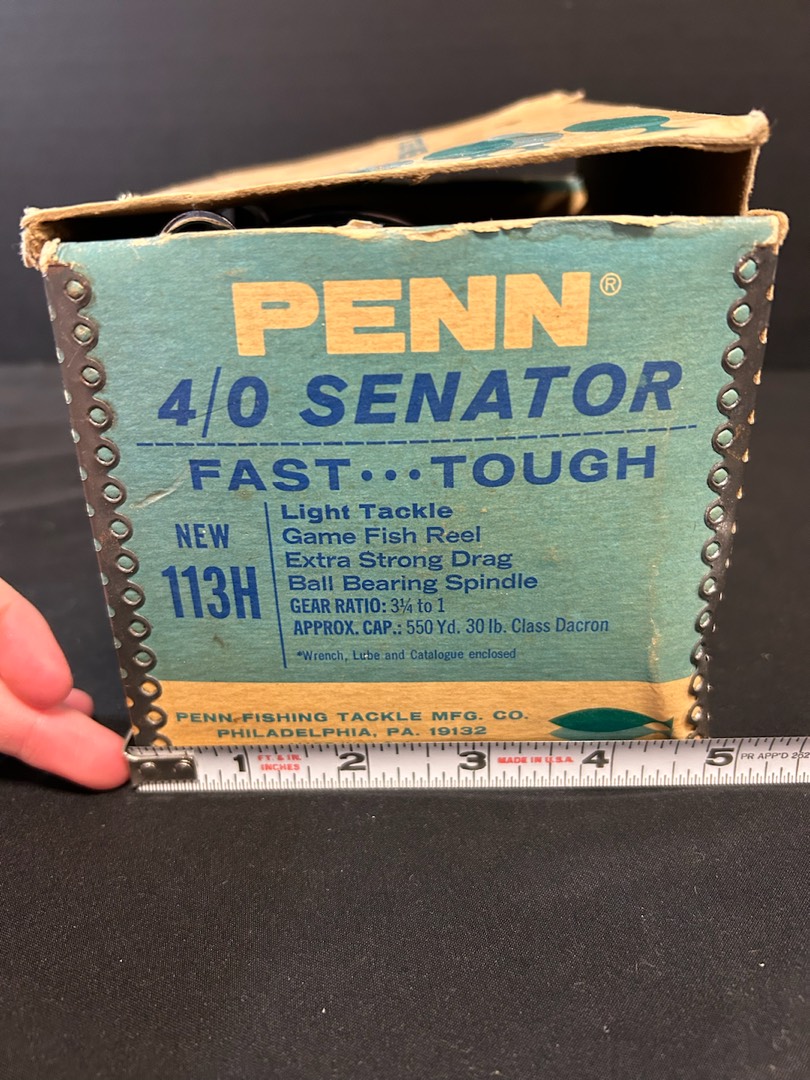 PENN®
4/0 SENATOR
FAST•••TOUGH
NEW
113H
Light Tackle
Game Fish Reel
Extra Strong Drag
Ball Bearing Spindle
GEAR RATIO: 3¼ to 1
APPROX. CAP.: 550 Yd. 30 lb. Class Dacron
*Wrench, Lube and Catalogue enclosed
PENN FISHING TACKLE MFG. CO.
PHILADELPHIA, PA. 19132
1 FT. & IN. 2 3 MADE IN U.S.A. 4 5 PR APP'D
INCHES